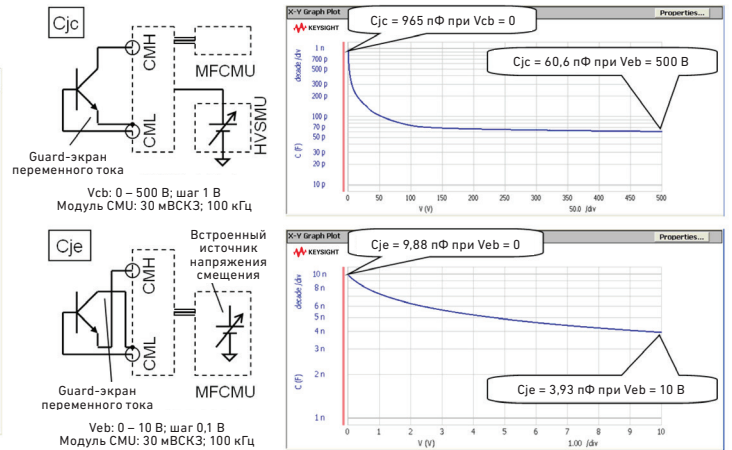 Cjc
CMH
CML
MFCMU
HVSMU
Guard-экран
переменного тока
Vcb: 0 – 500 В; шаг 1 В
Модуль CMU: 30 мВСКЗ; 100 кГц
X-Y Graph Plot
Properties...
KEYSIGHT
Cjc = 965 пФ при Vcb = 0
Cjc = 60,6 пФ при Veb = 500 В
decade /div
C (F)
1 n
700 p
500 p
300 p
200 p
100 p
70 p
50 p
30 p
20 p
10 p
0 50 100 150 200 250 300 350 400 450 500
V (V)
50.0 /div
Cje
CMH
CML
Встроенный
источник
напряжения
смещения
MFCMU
Guard-экран
переменного тока
Veb: 0 – 10 В; шаг 0,1 В
Модуль CMU: 30 мВСКЗ; 100 кГц
X-Y Graph Plot
Properties...
KEYSIGHT
Cje = 9,88 пФ при Veb = 0
Cje = 3,93 пФ при Veb = 10 В
decade /div
C (F)
10 n
8 n
6 n
5 n
4 n
3 n
2 n
1 n
0 1 2 3 4 5 6 7 8 9 10
V (V)
1.00 /div